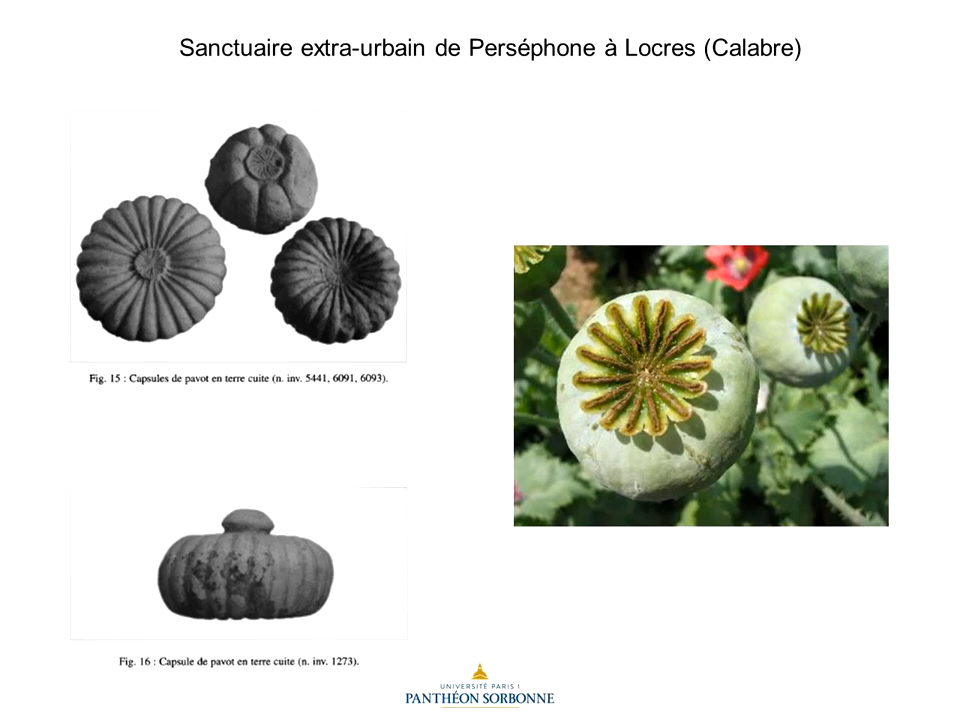 Sanctuaire extra-urbain de Perséphone à Locres (Calabre)
Fig. 15 : Capsules de pavot en terre cuite (n. inv. 5441, 6091, 6093).
Fig. 16 : Capsule de pavot en terre cuite (n. inv. 1273).
UNIVERSITÉ PARIS 1
PANTHÉON SORBONNE